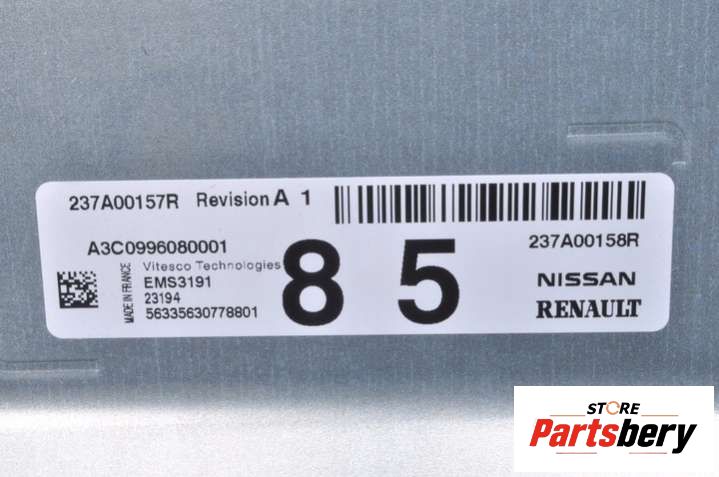 237A00157R Revision A 1
A3C0996080001
237A00158R
MADE IN FRANCE
Vitesco Technologies
EMS3191
23194
56335630778801
8 5
NISSAN
RENAULT
STORE
Partsbery